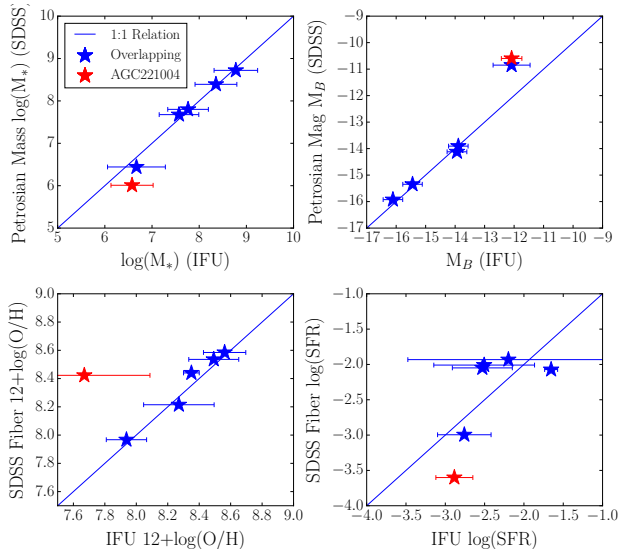 Petrosian Mass log(M*) (SDSS)
10
9
8
7
6
5
1:1 Relation
Overlapping
AGC221004
5 6 7 8 9 10
log(M*) (IFU)
Petrosian Mag M_B (SDSS)
−9
−10
−11
−12
−13
−14
−15
−16
−17
−17 −16 −15 −14 −13 −12 −11 −10 −9
M_B (IFU)
SDSS Fiber 12+log(O/H)
9.0
8.8
8.6
8.4
8.2
8.0
7.8
7.6
7.6 7.8 8.0 8.2 8.4 8.6 8.8 9.0
IFU 12+log(O/H)
SDSS Fiber log(SFR)
−1.0
−1.5
−2.0
−2.5
−3.0
−3.5
−4.0
−4.0 −3.5 −3.0 −2.5 −2.0 −1.5 −1.0
IFU log(SFR)